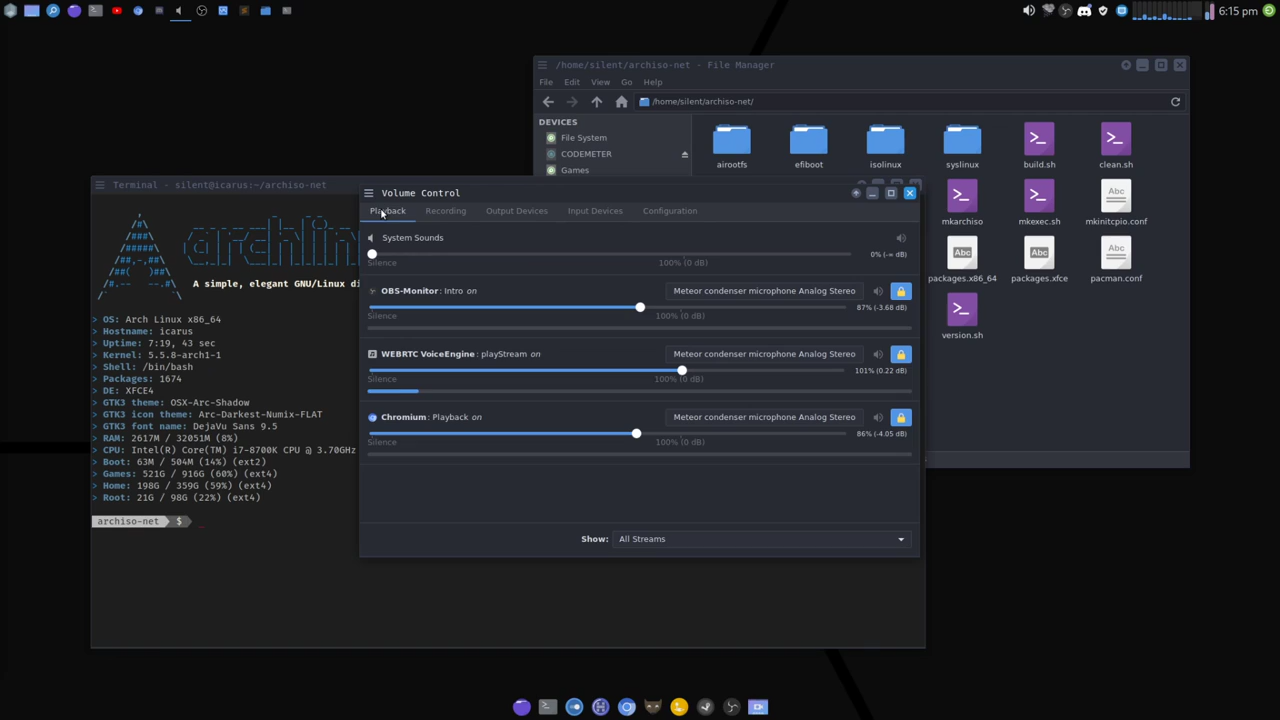 6:15 pm
/home/silent/archiso-net - File Manager
File Edit View Go Help
/home/silent/archiso-net/
DEVICES
File System
CODEMETER
Games
airootfs
efiboot
isolinux
syslinux
build.sh
clean.sh
mkarchiso
mkexec.sh
mkinitcpio.conf
packages.x86_64
packages.xfce
pacman.conf
version.sh
Terminal - silent@icarus:~/archiso-net
A simple, elegant GNU/Linux di
> OS: Arch Linux x86_64
> Hostname: icarus
> Uptime: 7:19, 43 sec
> Kernel: 5.5.8-arch1-1
> Shell: /bin/bash
> Packages: 1674
> DE: XFCE4
> GTK3 theme: OSX-Arc-Shadow
> GTK3 icon theme: Arc-Darkest-Numix-FLAT
> GTK3 font name: DejaVu Sans 9.5
> RAM: 2617M / 32051M (8%)
> CPU: Intel(R) Core(TM) i7-8700K CPU @ 3.70GHz
> Boot: 63M / 504M (14%) (ext2)
> Games: 521G / 916G (60%) (ext4)
> Home: 198G / 359G (59%) (ext4)
> Root: 21G / 98G (22%) (ext4)
archiso-net $ _
Volume Control
Playback Recording Output Devices Input Devices Configuration
System Sounds
0% (-∞ dB)
Silence 100% (0 dB)
OBS-Monitor: Intro on Meteor condenser microphone Analog Stereo
87% (-3.68 dB)
Silence 100% (0 dB)
WEBRTC VoiceEngine: playStream on Meteor condenser microphone Analog Stereo
101% (0.22 dB)
Silence 100% (0 dB)
Chromium: Playback on Meteor condenser microphone Analog Stereo
86% (-4.05 dB)
Silence 100% (0 dB)
Show: All Streams